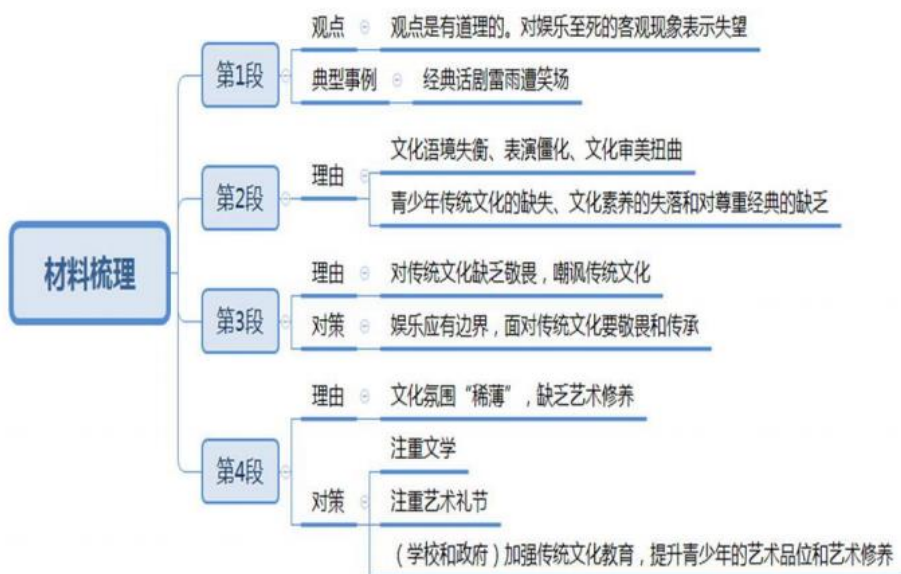 材料梳理
第1段
观点
观点是有道理的。对娱乐至死的客观现象表示失望
典型事例
经典话剧雷雨遭笑场
第2段
理由
文化语境失衡、表演僵化、文化审美扭曲
青少年传统文化的缺失、文化素养的失落和对尊重经典的缺乏
第3段
理由
对传统文化缺乏敬畏，嘲讽传统文化
对策
娱乐应有边界，面对传统文化要敬畏和传承
第4段
理由
文化氛围“稀薄”，缺乏艺术修养
对策
注重文学
注重艺术礼节
（学校和政府）加强传统文化教育，提升青少年的艺术品位和艺术修养